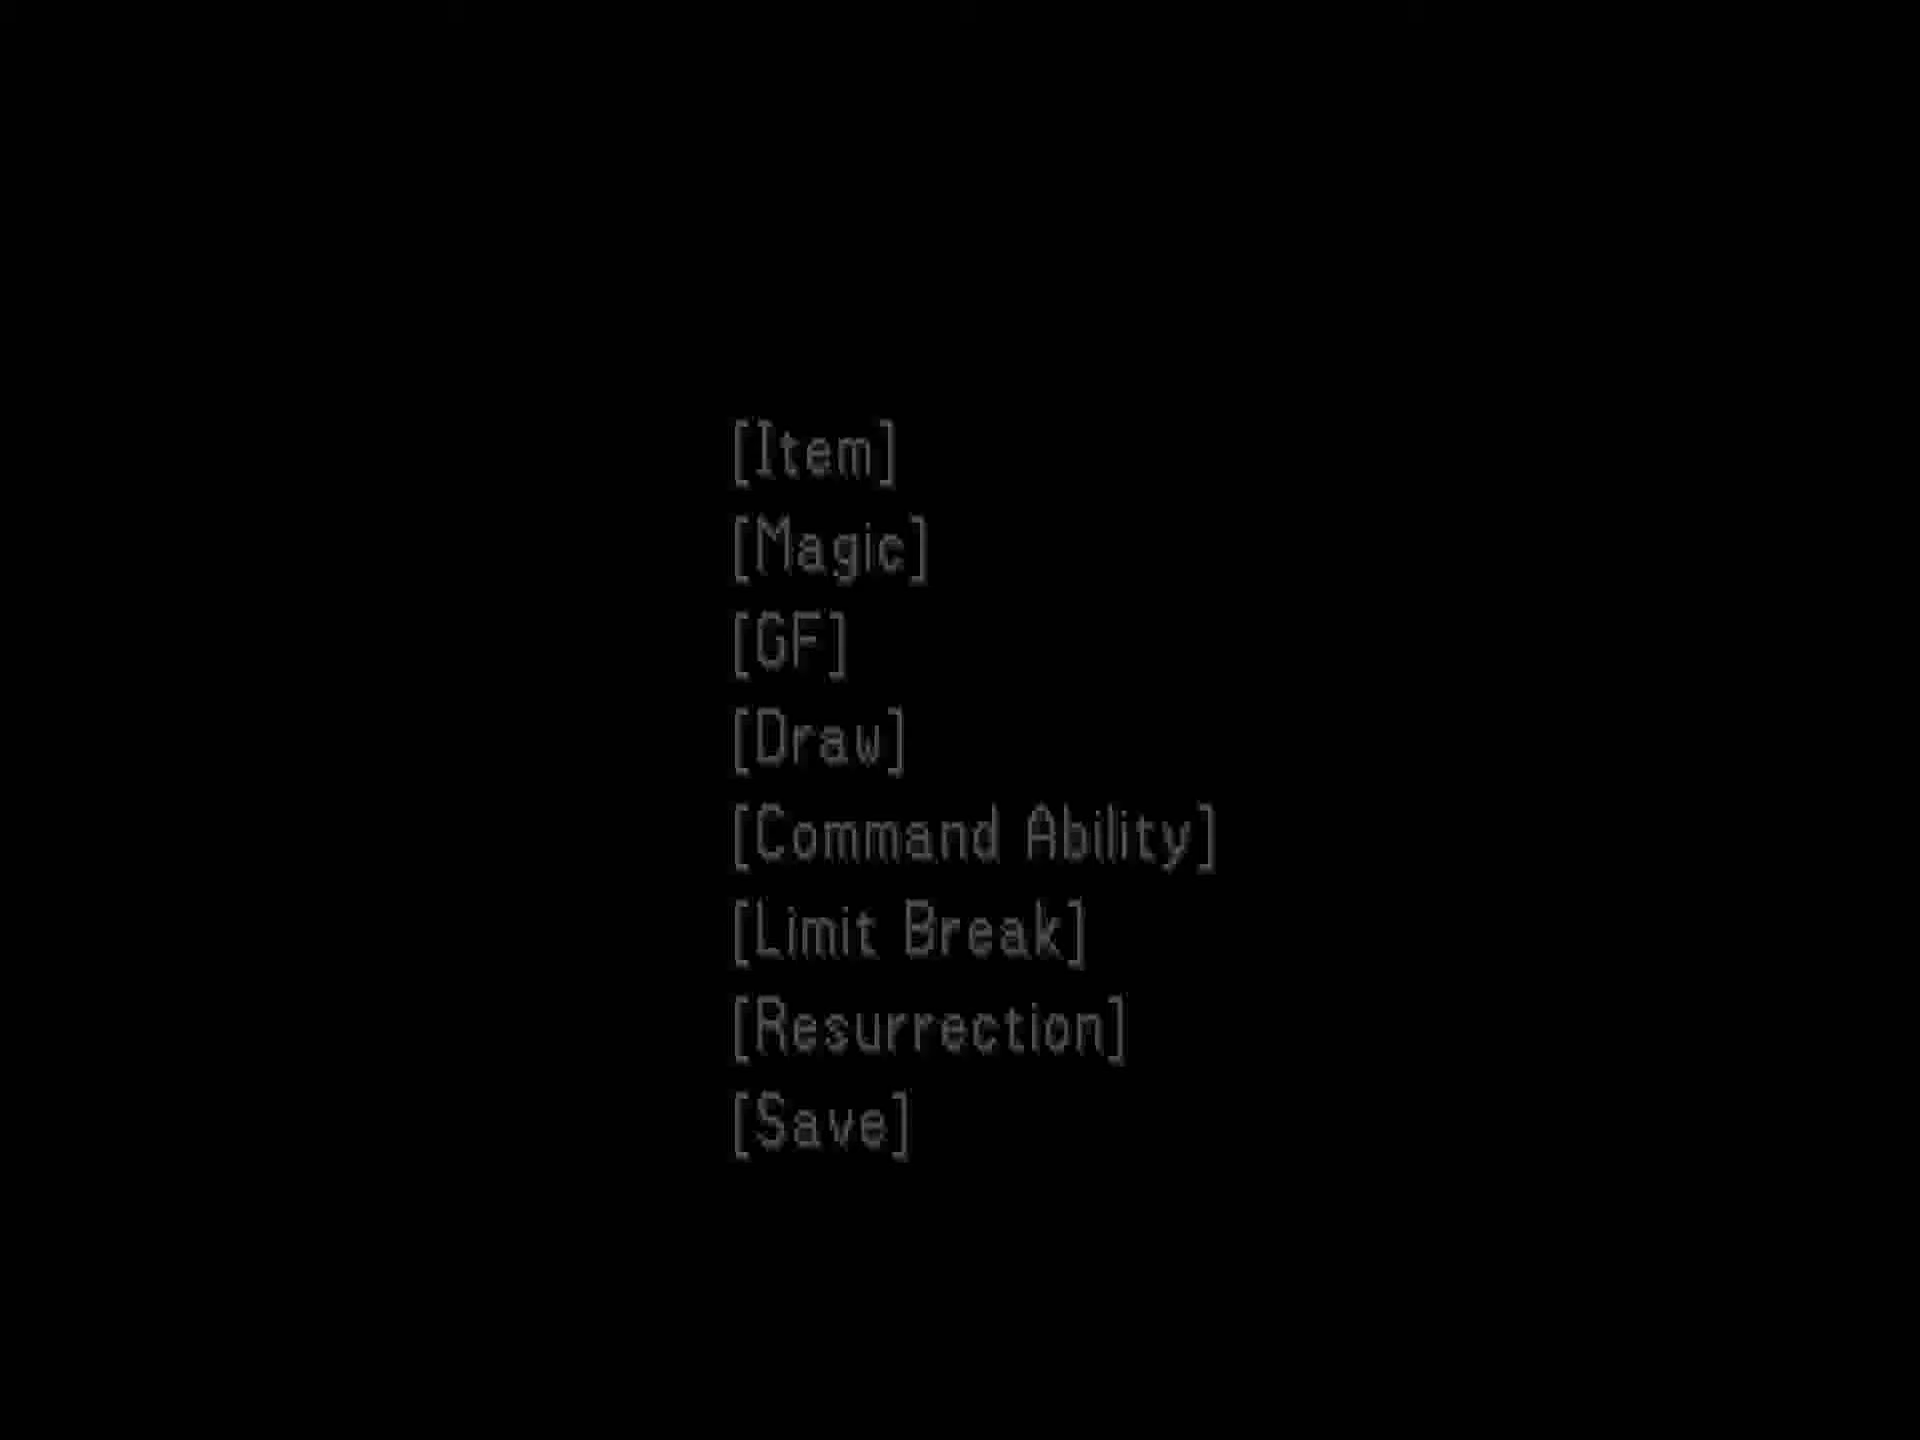 [Item]
[Magic]
[GF]
[Draw]
[Command Ability]
[Limit Break]
[Resurrection]
[Save]